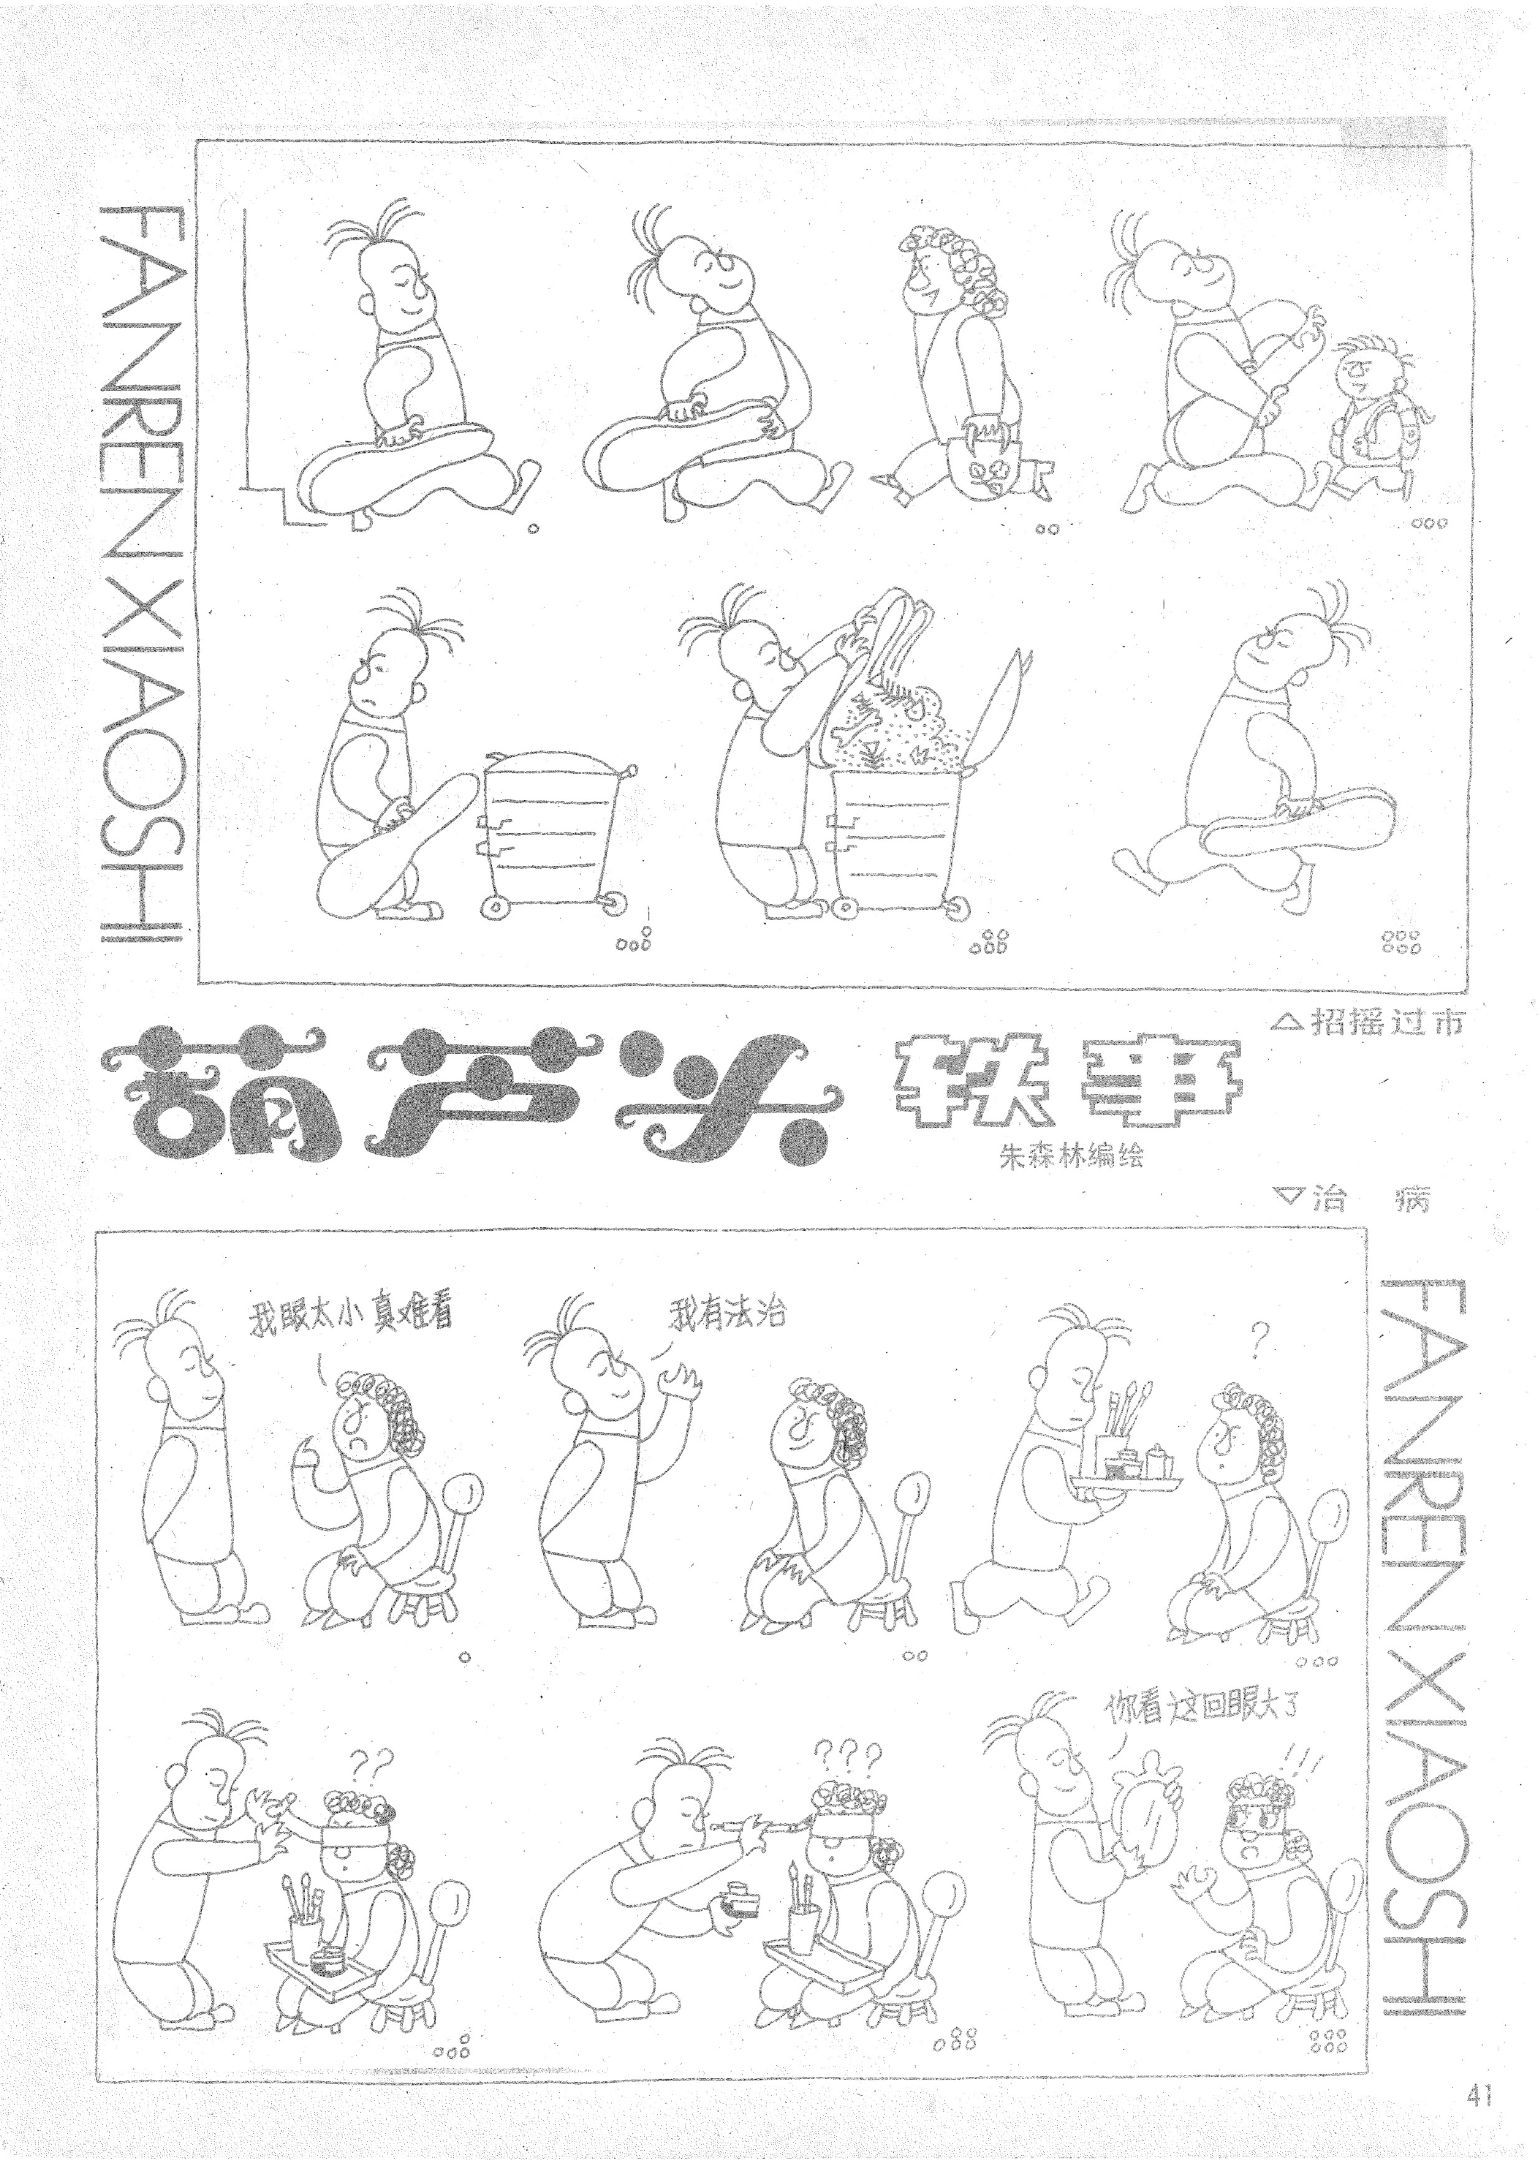 FANREN XIAOSHI
△招摇过市
葫芦头 轶事
朱森林编绘
▽治 病
我眼太小真难看
我有法治
?
??
???
你看这回眼大了
!!!
FANREN XIAOSHI
41